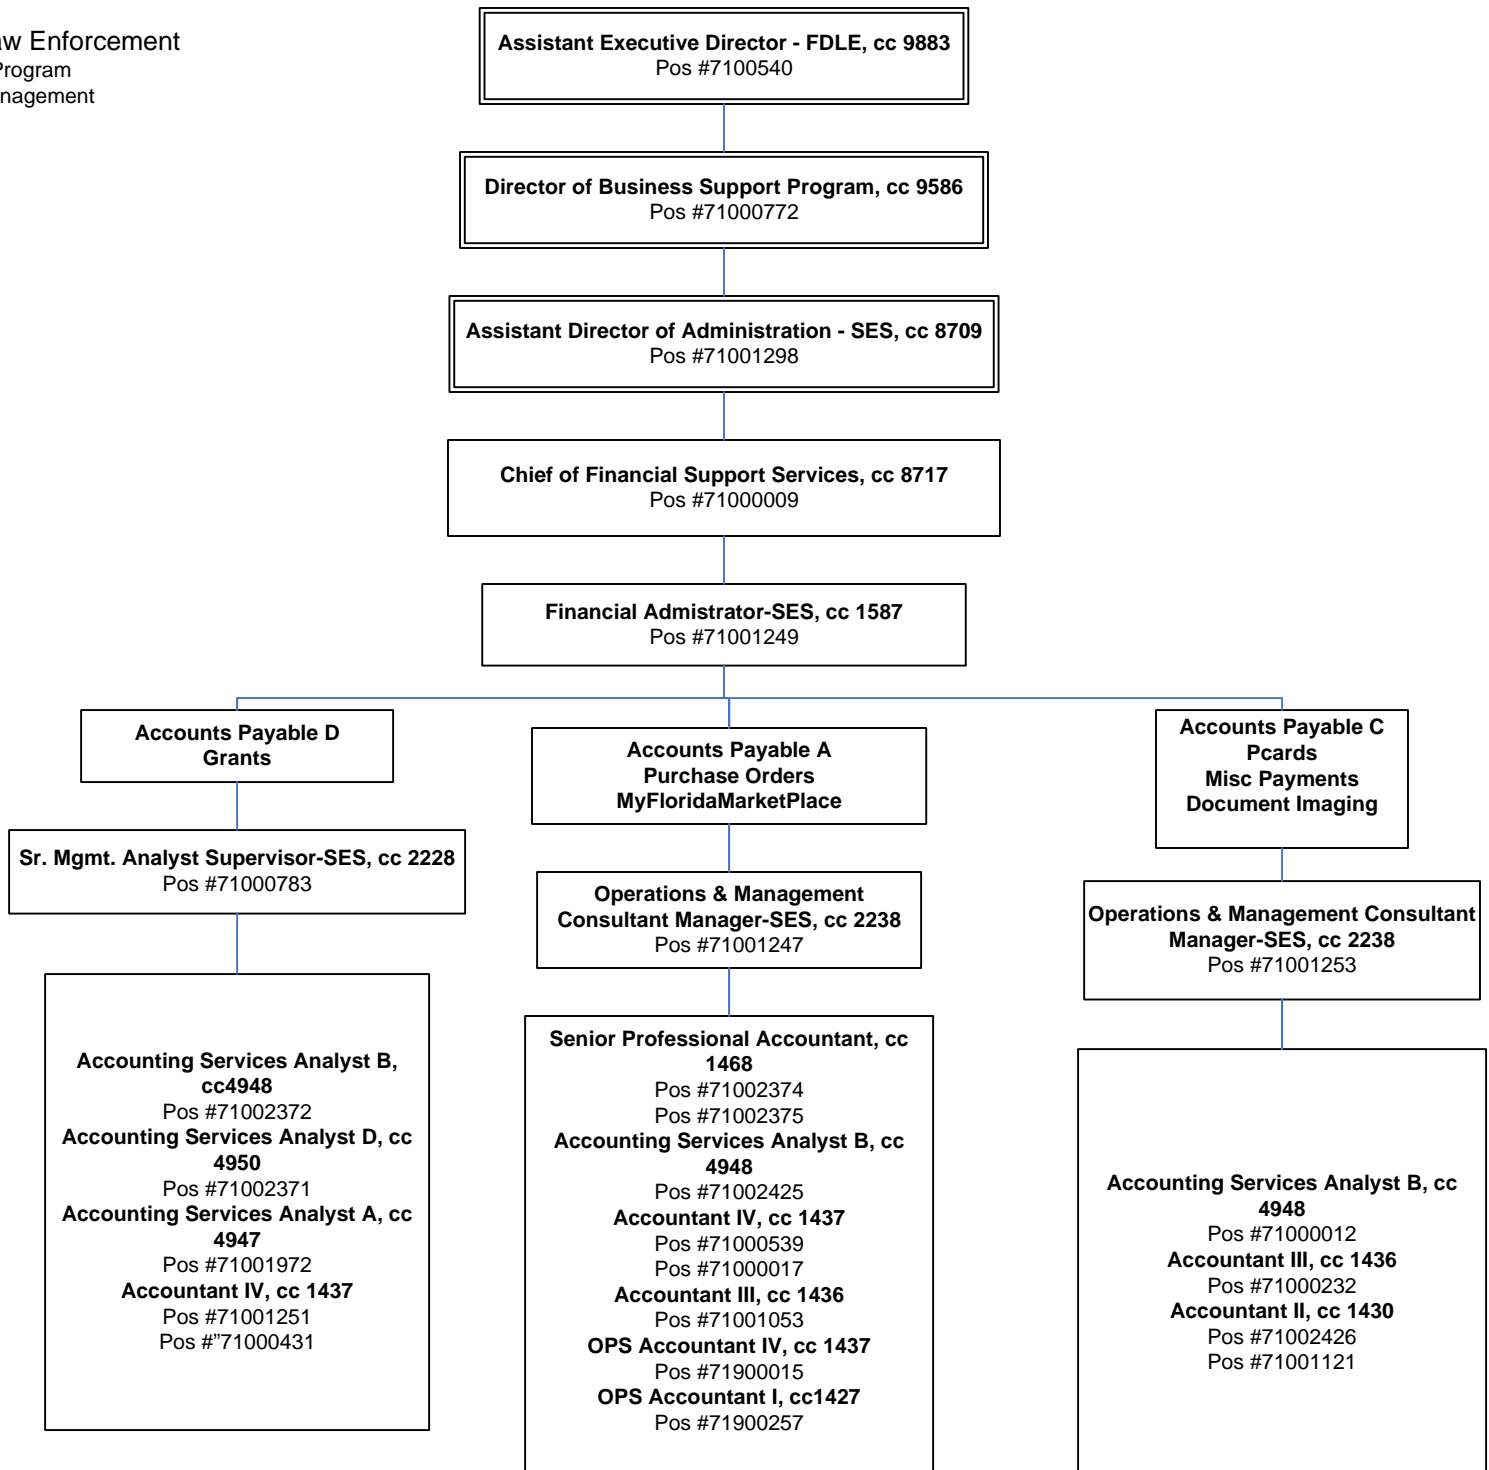 Enforcement
Program
Assistant Executive Director - FDLE, cc 9883
Pos #7100540
Director of Business Support Program, cc 9586
Pos #71000772
Assistant Director of Administration - SES, cc 8709
Pos #71001298
Chief of Financial Support Services, cc 8717
Pos #71000009
Financial Admistrator-SES, cc 1587
Pos #71001249
Accounts Payable D
Grants
Sr. Mgmt. Analyst Supervisor-SES, cc 2228
Pos #71000783
Accounting Services Analyst B,
cc4948
Pos #71002372
Accounting Services Analyst D, cc
4950
Pos #71002371
Accounting Services Analyst A, cc
4947
Pos #71001972
Accountant IV, cc 1437
Pos #71001251
Pos #”71000431
Accounts Payable A
Purchase Orders
MyFloridaMarketPlace
Operations & Management
Consultant Manager-SES, cc 2238
Pos #71001247
Senior Professional Accountant, cc
1468
Pos #71002374
Pos #71002375
Accounting Services Analyst B, cc
4948
Pos #71002425
Accountant IV, cc 1437
Pos #71000539
Pos #71000017
Accountant III, cc 1436
Pos #71001053
OPS Accountant IV, cc 1437
Pos #71900015
OPS Accountant I, cc1427
Pos #71900257
Accounts Payable C
Pcards
Misc Payments
Document Imaging
Operations & Management Consultant
Manager-SES, cc 2238
Pos #71001253
Accounting Services Analyst B, cc
4948
Pos #71000012
Accountant III, cc 1436
Pos #71000232
Accountant II, cc 1430
Pos #71002426
Pos #71001121